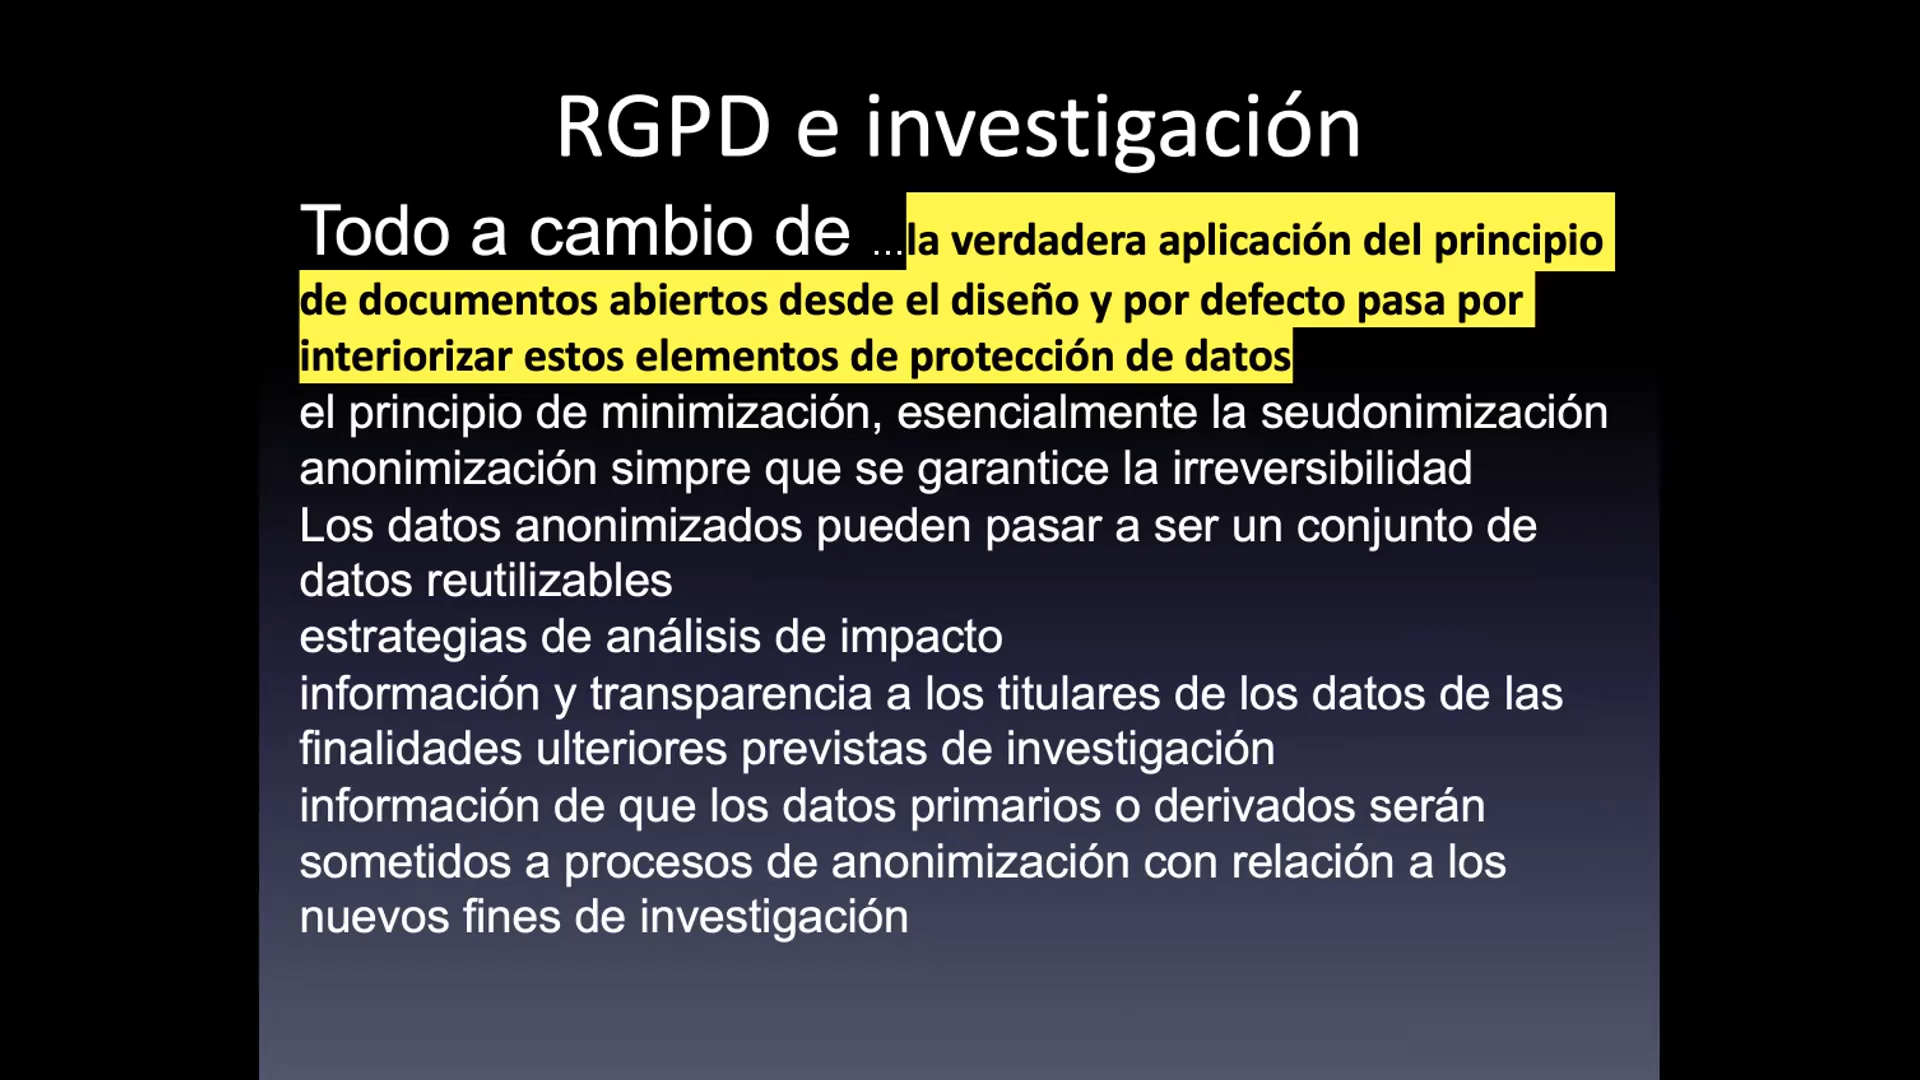 RGPD e investigación
Todo a cambio de ...la verdadera aplicación del principio
de documentos abiertos desde el diseño y por defecto pasa por
interiorizar estos elementos de protección de datos
el principio de minimización, esencialmente la seudonimización
anonimización simpre que se garantice la irreversibilidad
Los datos anonimizados pueden pasar a ser un conjunto de
datos reutilizables
estrategias de análisis de impacto
información y transparencia a los titulares de los datos de las
finalidades ulteriores previstas de investigación
información de que los datos primarios o derivados serán
sometidos a procesos de anonimización con relación a los
nuevos fines de investigación